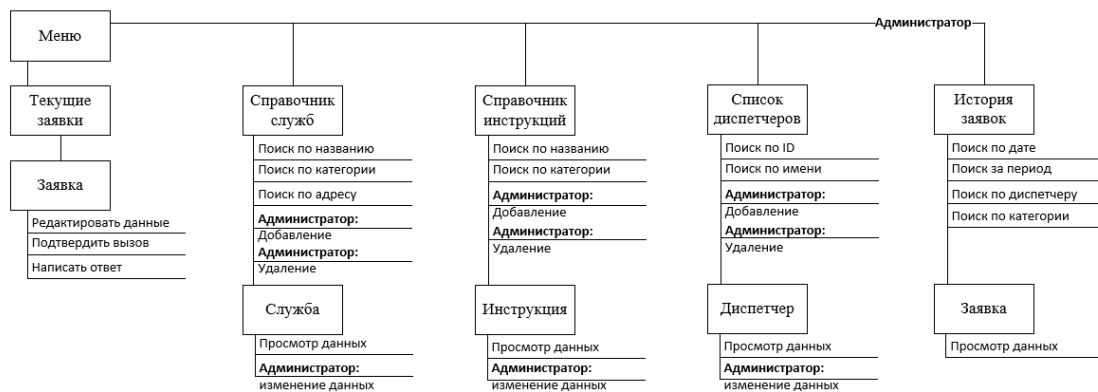 Меню
Администратор
Текущие
заявки
Заявка
Редактировать данные
Подтвердить вызов
Написать ответ
Справочник
служб
Поиск по названию
Поиск по категории
Поиск по адресу
Администратор:
Добавление
Администратор:
Удаление
Служба
Просмотр данных
Администратор:
изменение данных
Справочник
инструкций
Поиск по названию
Поиск по категории
Администратор:
Добавление
Администратор:
Удаление
Инструкция
Просмотр данных
Администратор:
изменение данных
Список
диспетчеров
Поиск по ID
Поиск по имени
Администратор:
Добавление
Администратор:
Удаление
Диспетчер
Просмотр данных
Администратор:
изменение данных
История
заявок
Поиск по дате
Поиск за период
Поиск по диспетчеру
Поиск по категории
Заявка
Просмотр данных